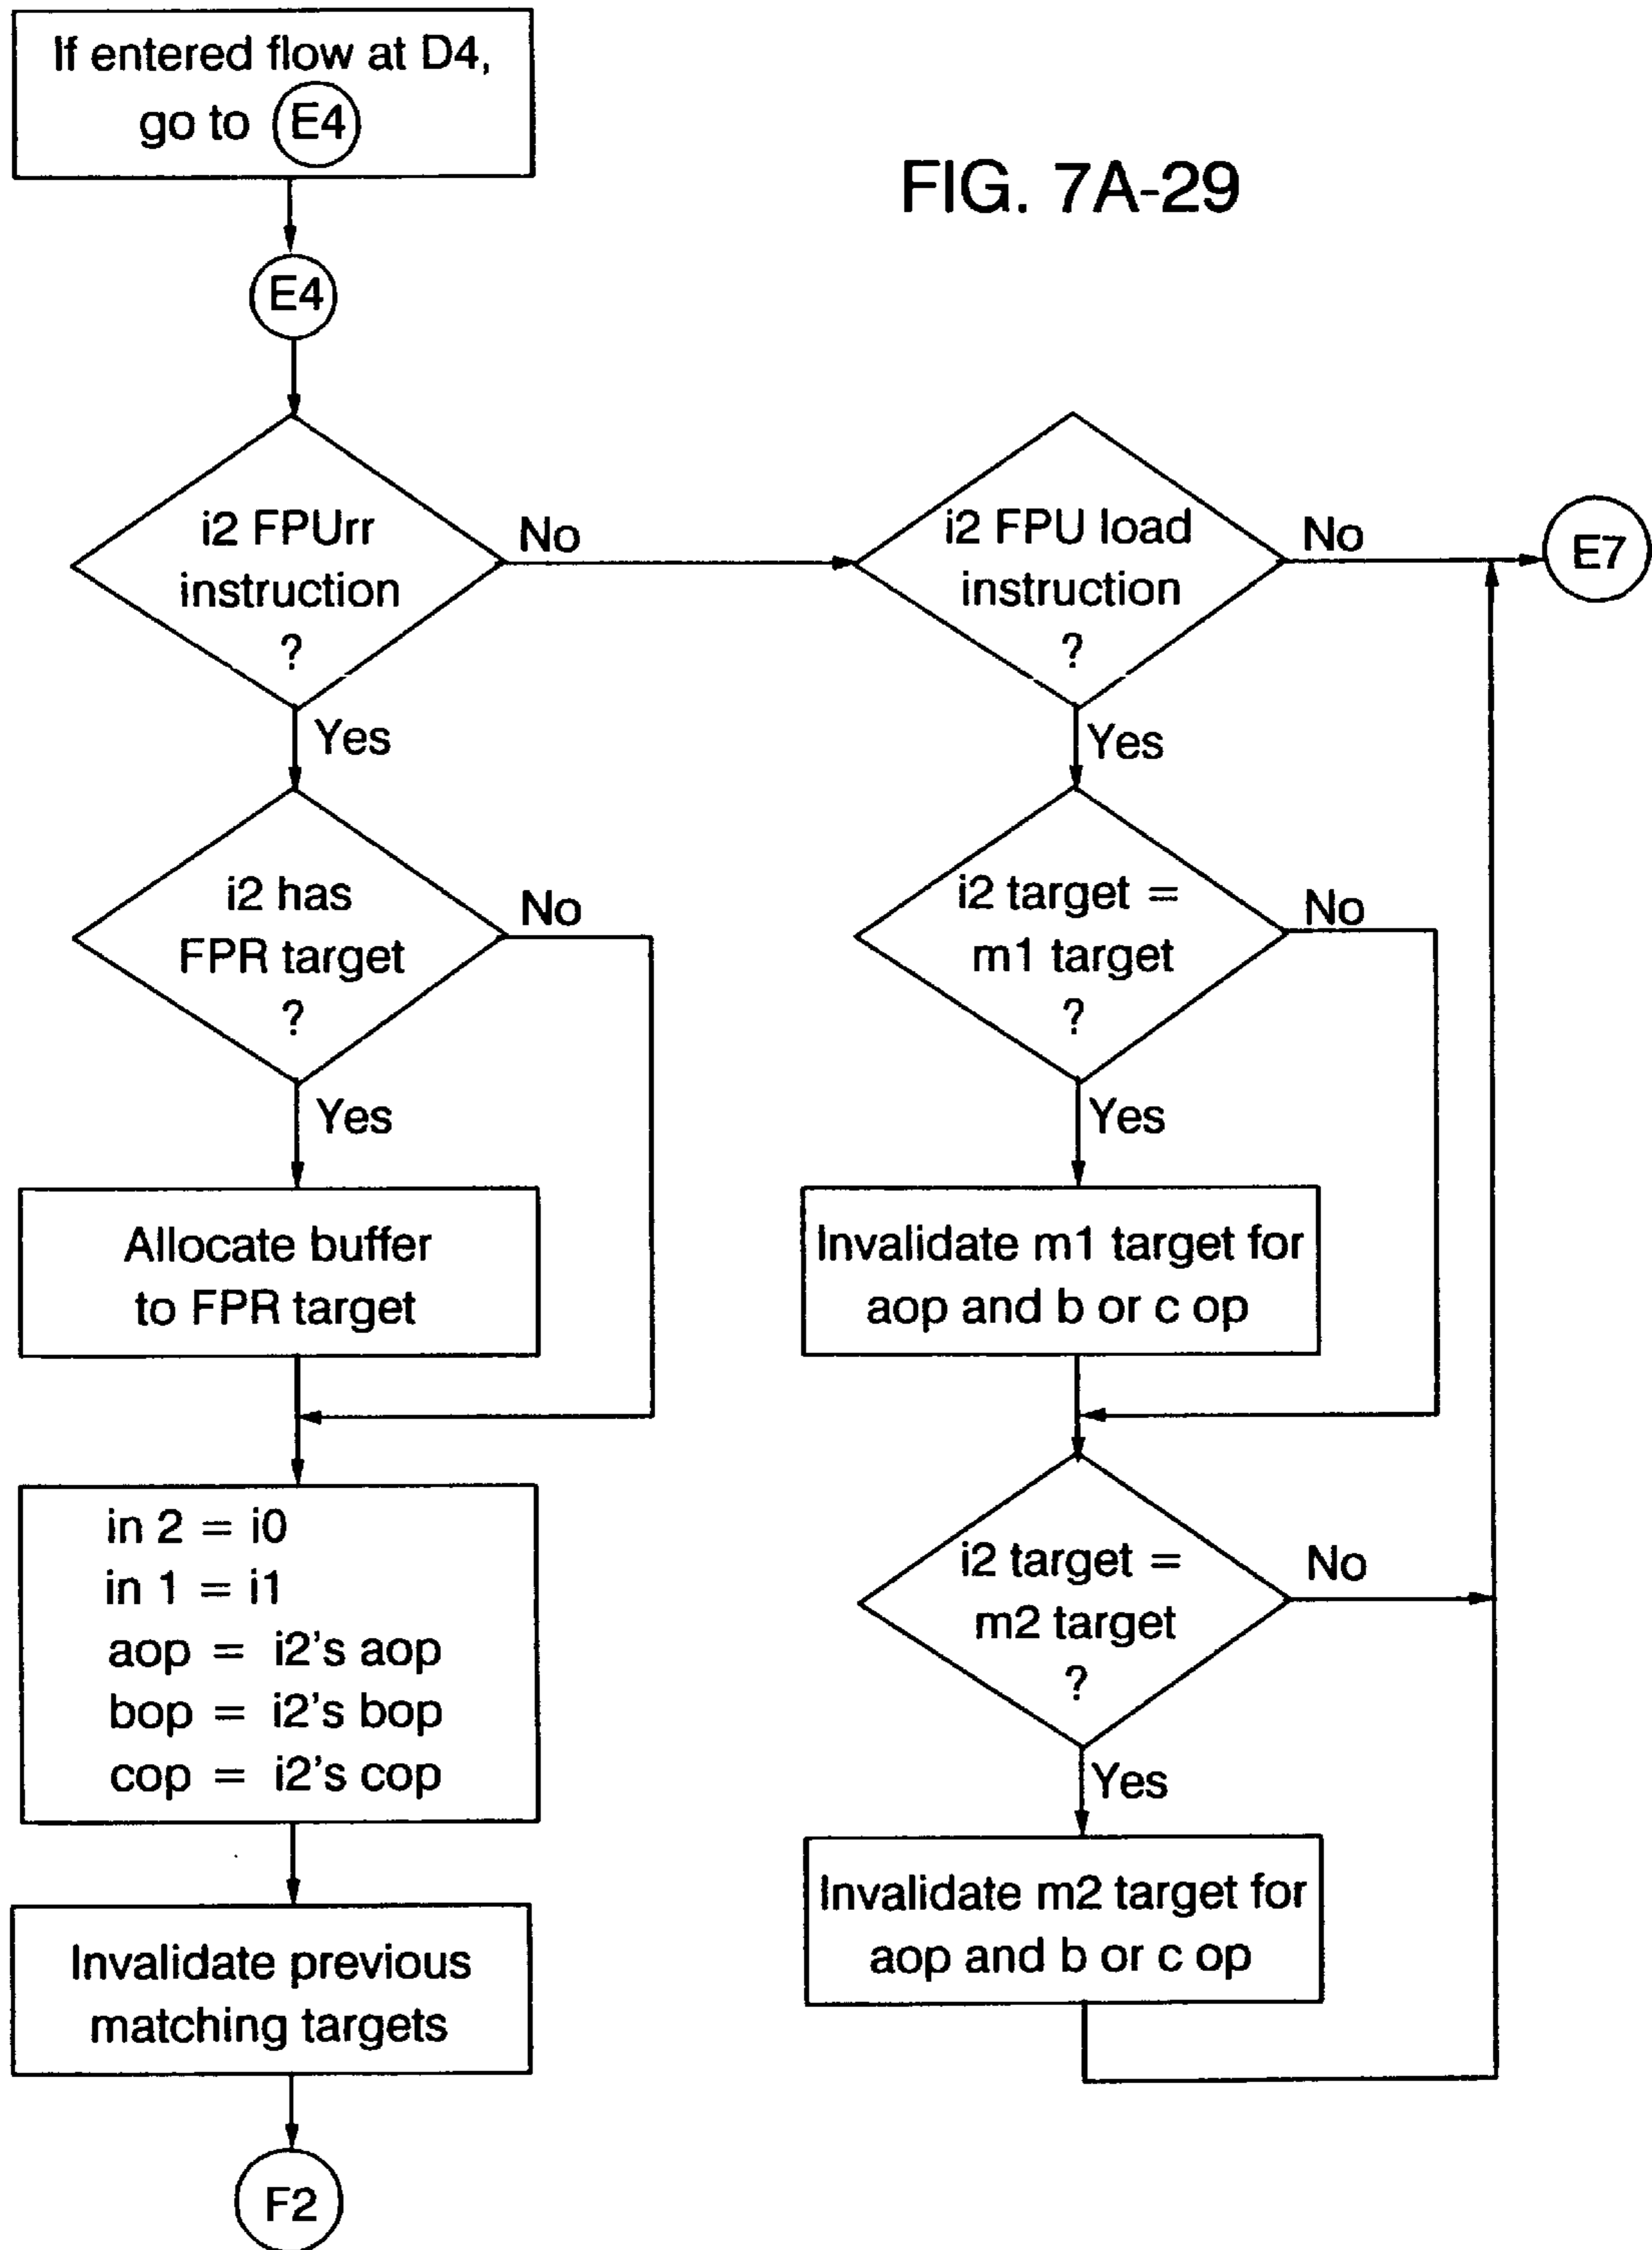 If entered flow at D4,
go to E4
FIG. 7A-29
E4
i2 FPUrr
instruction
?
No
Yes
i2 FPU load
instruction
?
No
Yes
E7
i2 has
FPR target
?
No
Yes
i2 target =
m1 target
?
No
Yes
Allocate buffer
to FPR target
Invalidate m1 target for
aop and b or c op
in 2 = i0
in 1 = i1
aop = i2's aop
bop = i2's bop
cop = i2's cop
i2 target =
m2 target
?
No
Yes
Invalidate previous
matching targets
Invalidate m2 target for
aop and b or c op
F2